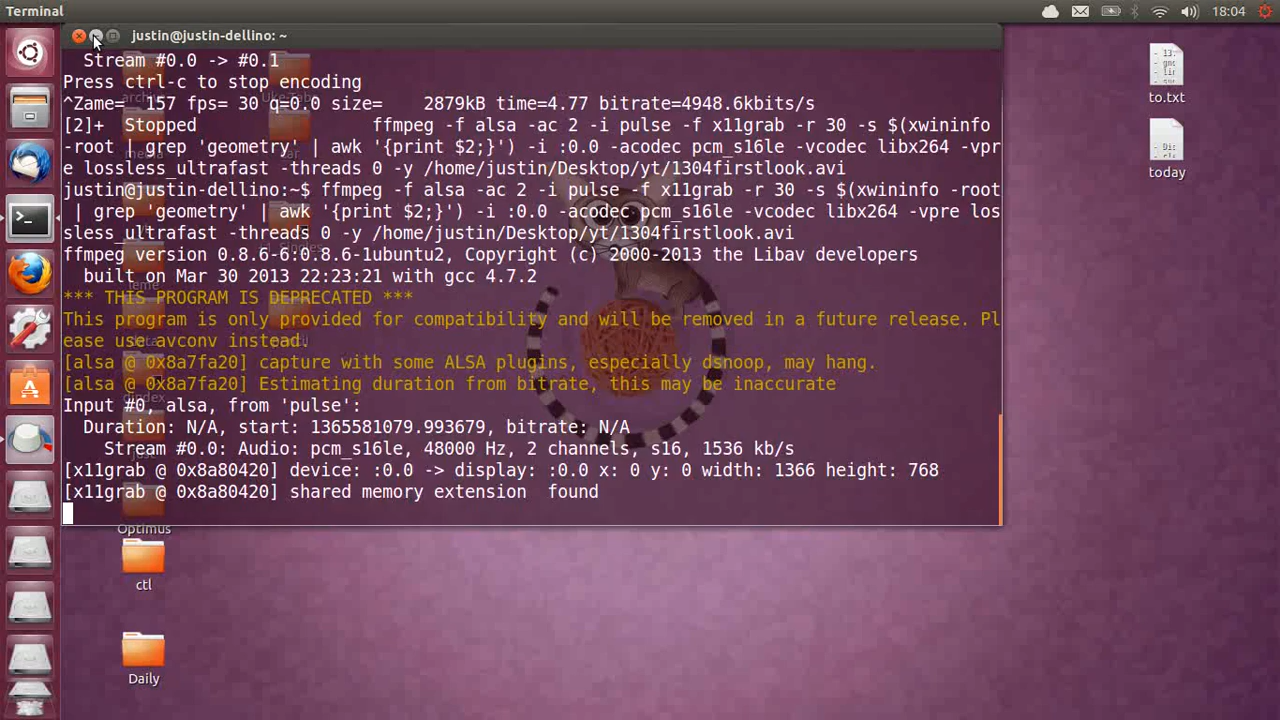 Terminal
18:04
justin@justin-dellino: ~
Stream #0.0 -> #0.1
Press ctrl-c to stop encoding
^Zame=  157 fps= 30 q=0.0 size=    2879kB time=4.77 bitrate=4948.6kbits/s
[2]+  Stopped                 ffmpeg -f alsa -ac 2 -i pulse -f x11grab -r 30 -s $(xwininfo
-root | grep 'geometry' | awk '{print $2;}') -i :0.0 -acodec pcm_s16le -vcodec libx264 -vpr
e lossless_ultrafast -threads 0 -y /home/justin/Desktop/yt/1304firstlook.avi
justin@justin-dellino:~$ ffmpeg -f alsa -ac 2 -i pulse -f x11grab -r 30 -s $(xwininfo -root
| grep 'geometry' | awk '{print $2;}') -i :0.0 -acodec pcm_s16le -vcodec libx264 -vpre los
sless_ultrafast -threads 0 -y /home/justin/Desktop/yt/1304firstlook.avi
ffmpeg version 0.8.6-6:0.8.6-1ubuntu2, Copyright (c) 2000-2013 the Libav developers
built on Mar 30 2013 22:23:21 with gcc 4.7.2
*** THIS PROGRAM IS DEPRECATED ***
This program is only provided for compatibility and will be removed in a future release. Pl
ease use avconv instead.
[alsa @ 0x8a7fa20] capture with some ALSA plugins, especially dsnoop, may hang.
[alsa @ 0x8a7fa20] Estimating duration from bitrate, this may be inaccurate
Input #0, alsa, from 'pulse':
Duration: N/A, start: 1365581079.993679, bitrate: N/A
Stream #0.0: Audio: pcm_s16le, 48000 Hz, 2 channels, s16, 1536 kb/s
[x11grab @ 0x8a80420] device: :0.0 -> display: :0.0 x: 0 y: 0 width: 1366 height: 768
[x11grab @ 0x8a80420] shared memory extension  found
Optimus
ctl
Daily
to.txt
today